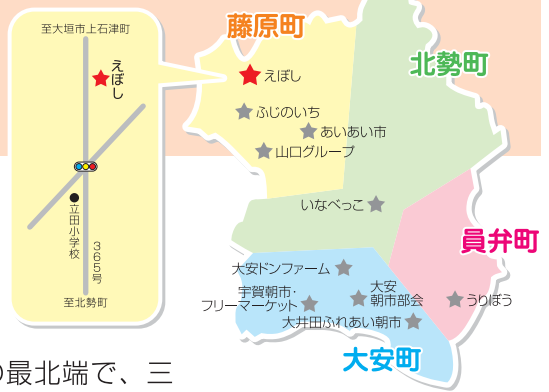 至大垣市上石津町
えぼし
立田小学校
365号
至北勢町
藤原町
えぼし
ふじのいち
あいあい市
山口グループ
北勢町
いなべっこ
員弁町
うりぼう
大安ドンファーム
宇賀朝市・
フリーマーケット
大安
朝市部会
大井田ふれあい朝市
大安町
の最北端で、三